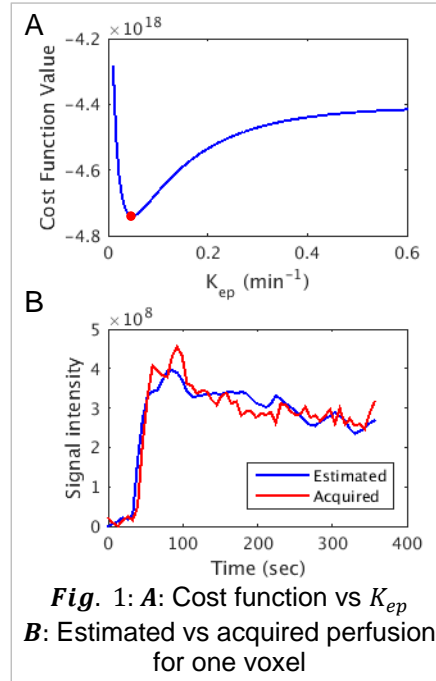 A
×10^18
-4.2
-4.4
-4.6
-4.8
Cost Function Value
0 0.2 0.4 0.6
K_ep (min^-1)
B
×10^8
5
4
3
2
1
0
Signal intensity
Estimated
Acquired
0 100 200 300 400
Time (sec)
Fig. 1: A: Cost function vs K_ep
B: Estimated vs acquired perfusion
for one voxel